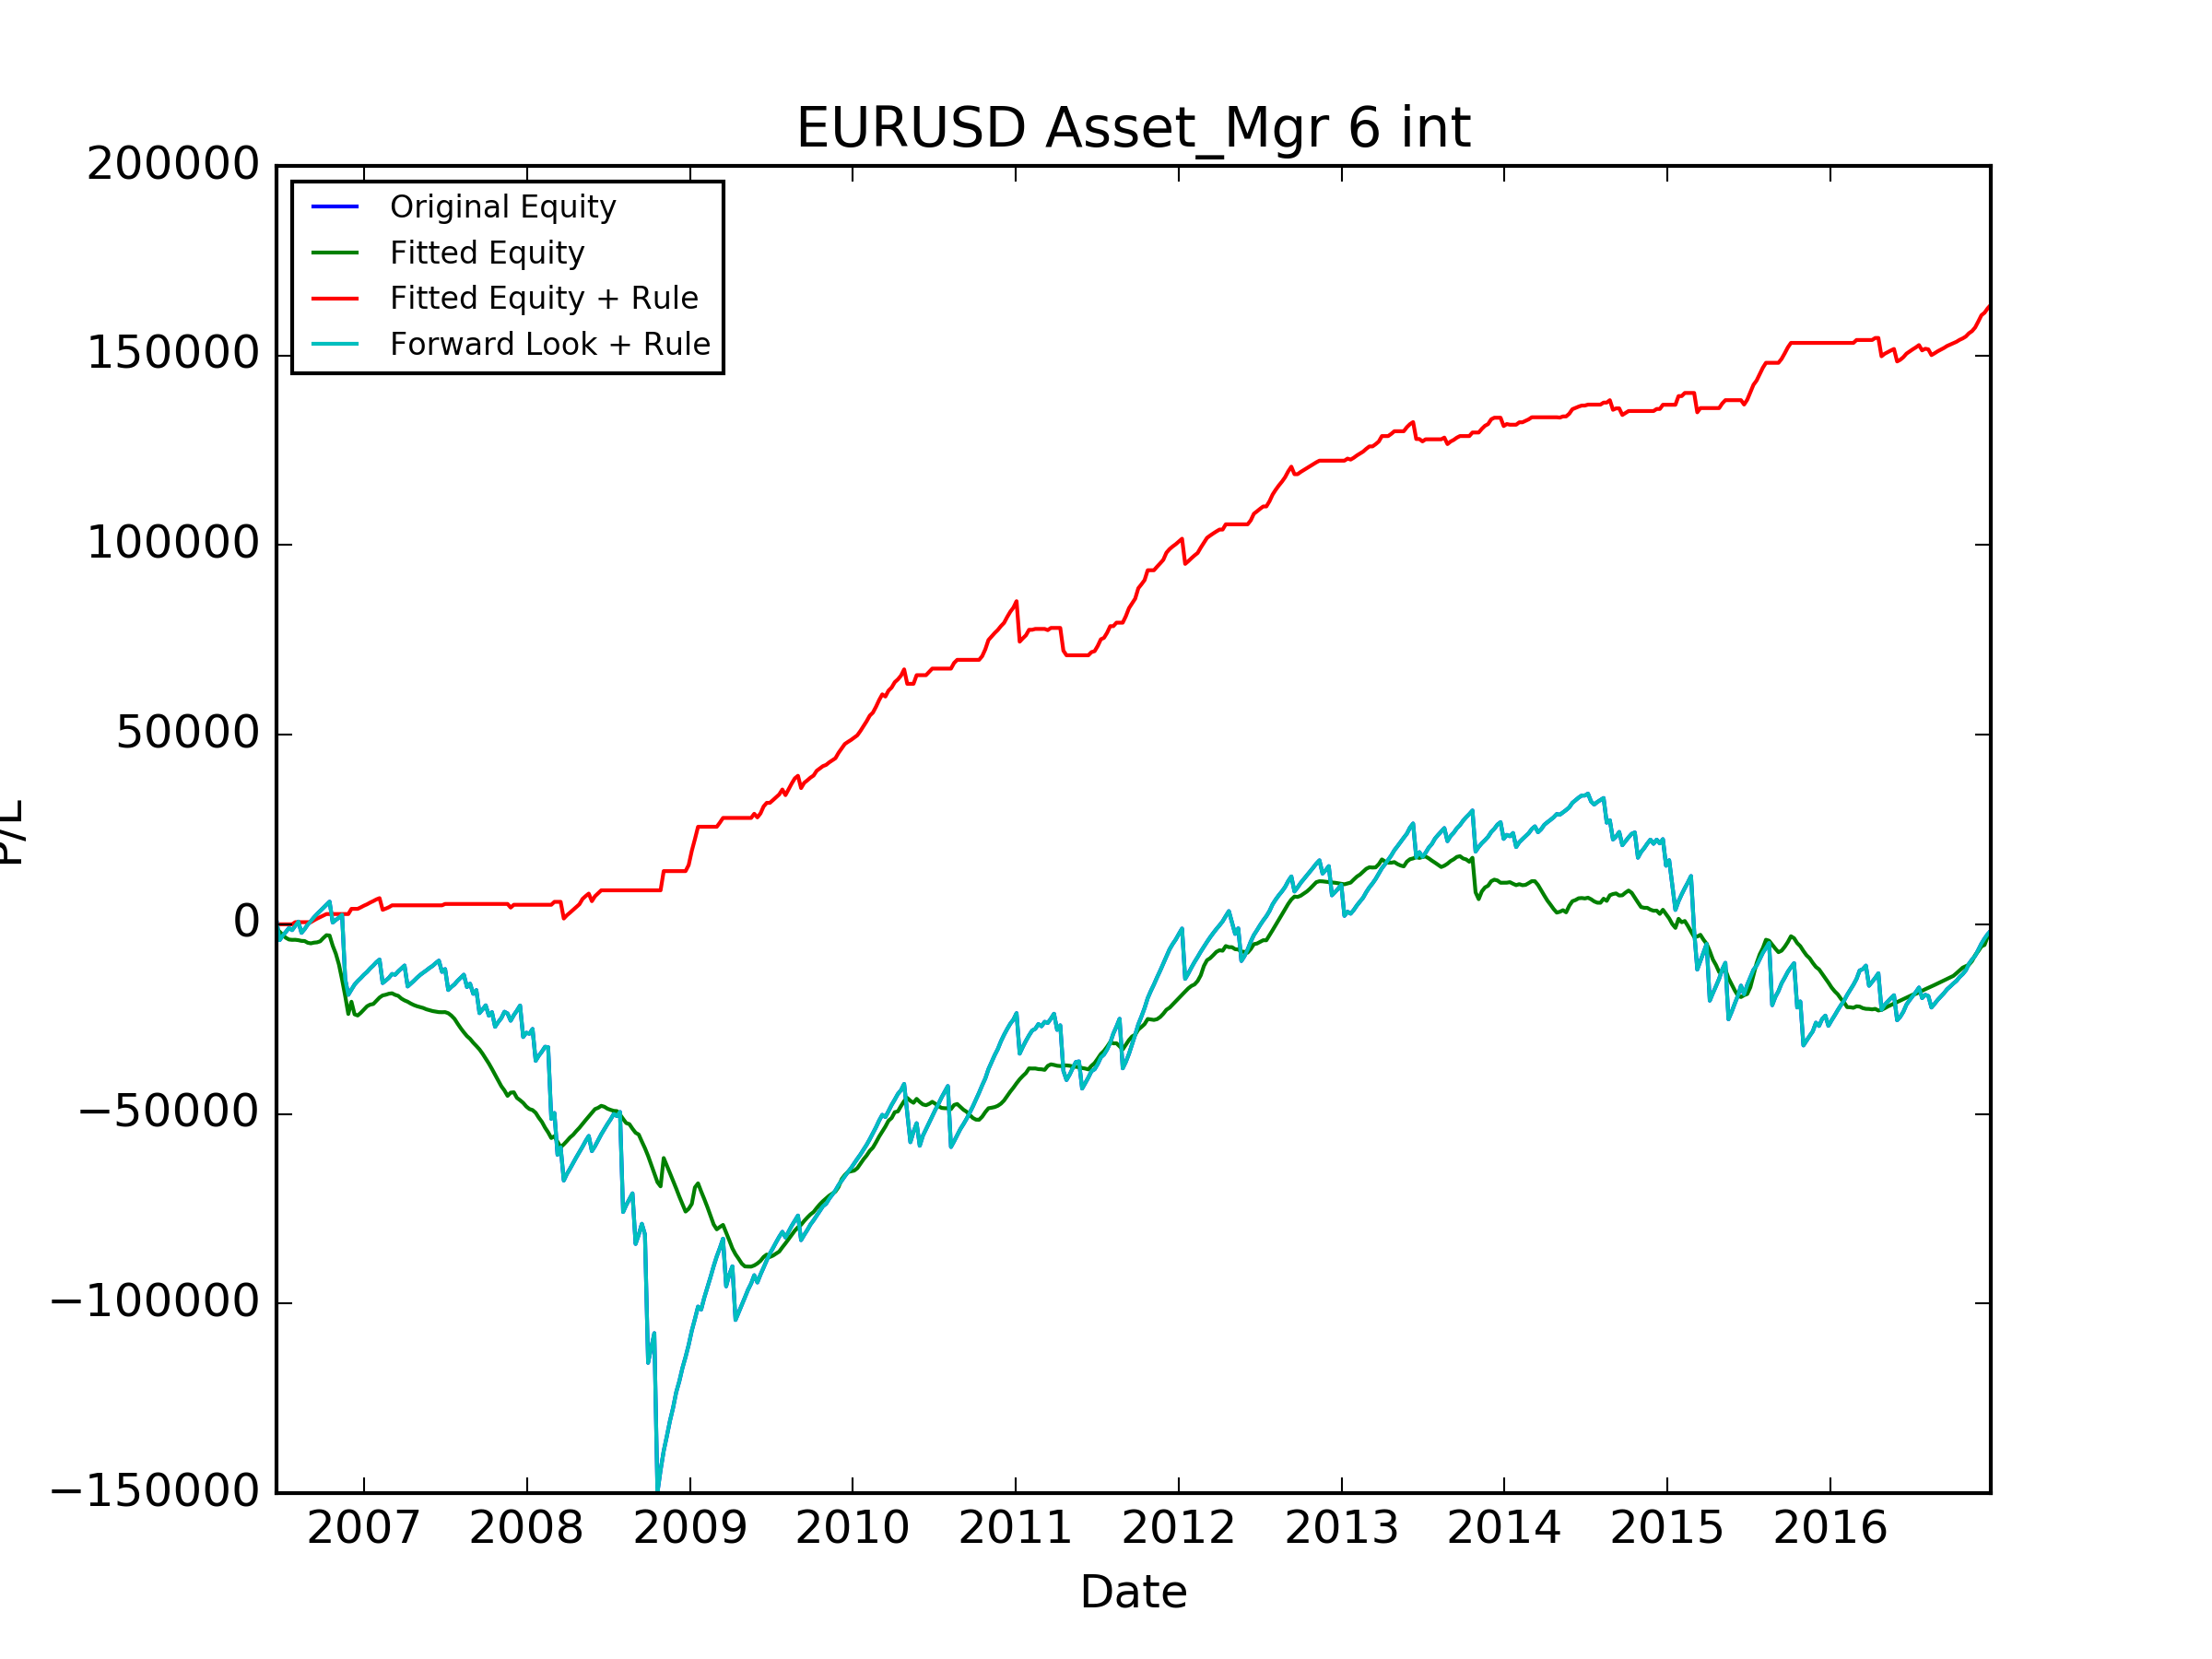 EURUSD Asset_Mgr 6 int
200000
150000
100000
50000
0
−50000
−100000
−150000
P/L
Original Equity
Fitted Equity
Fitted Equity + Rule
Forward Look + Rule
2007 2008 2009 2010 2011 2012 2013 2014 2015 2016
Date